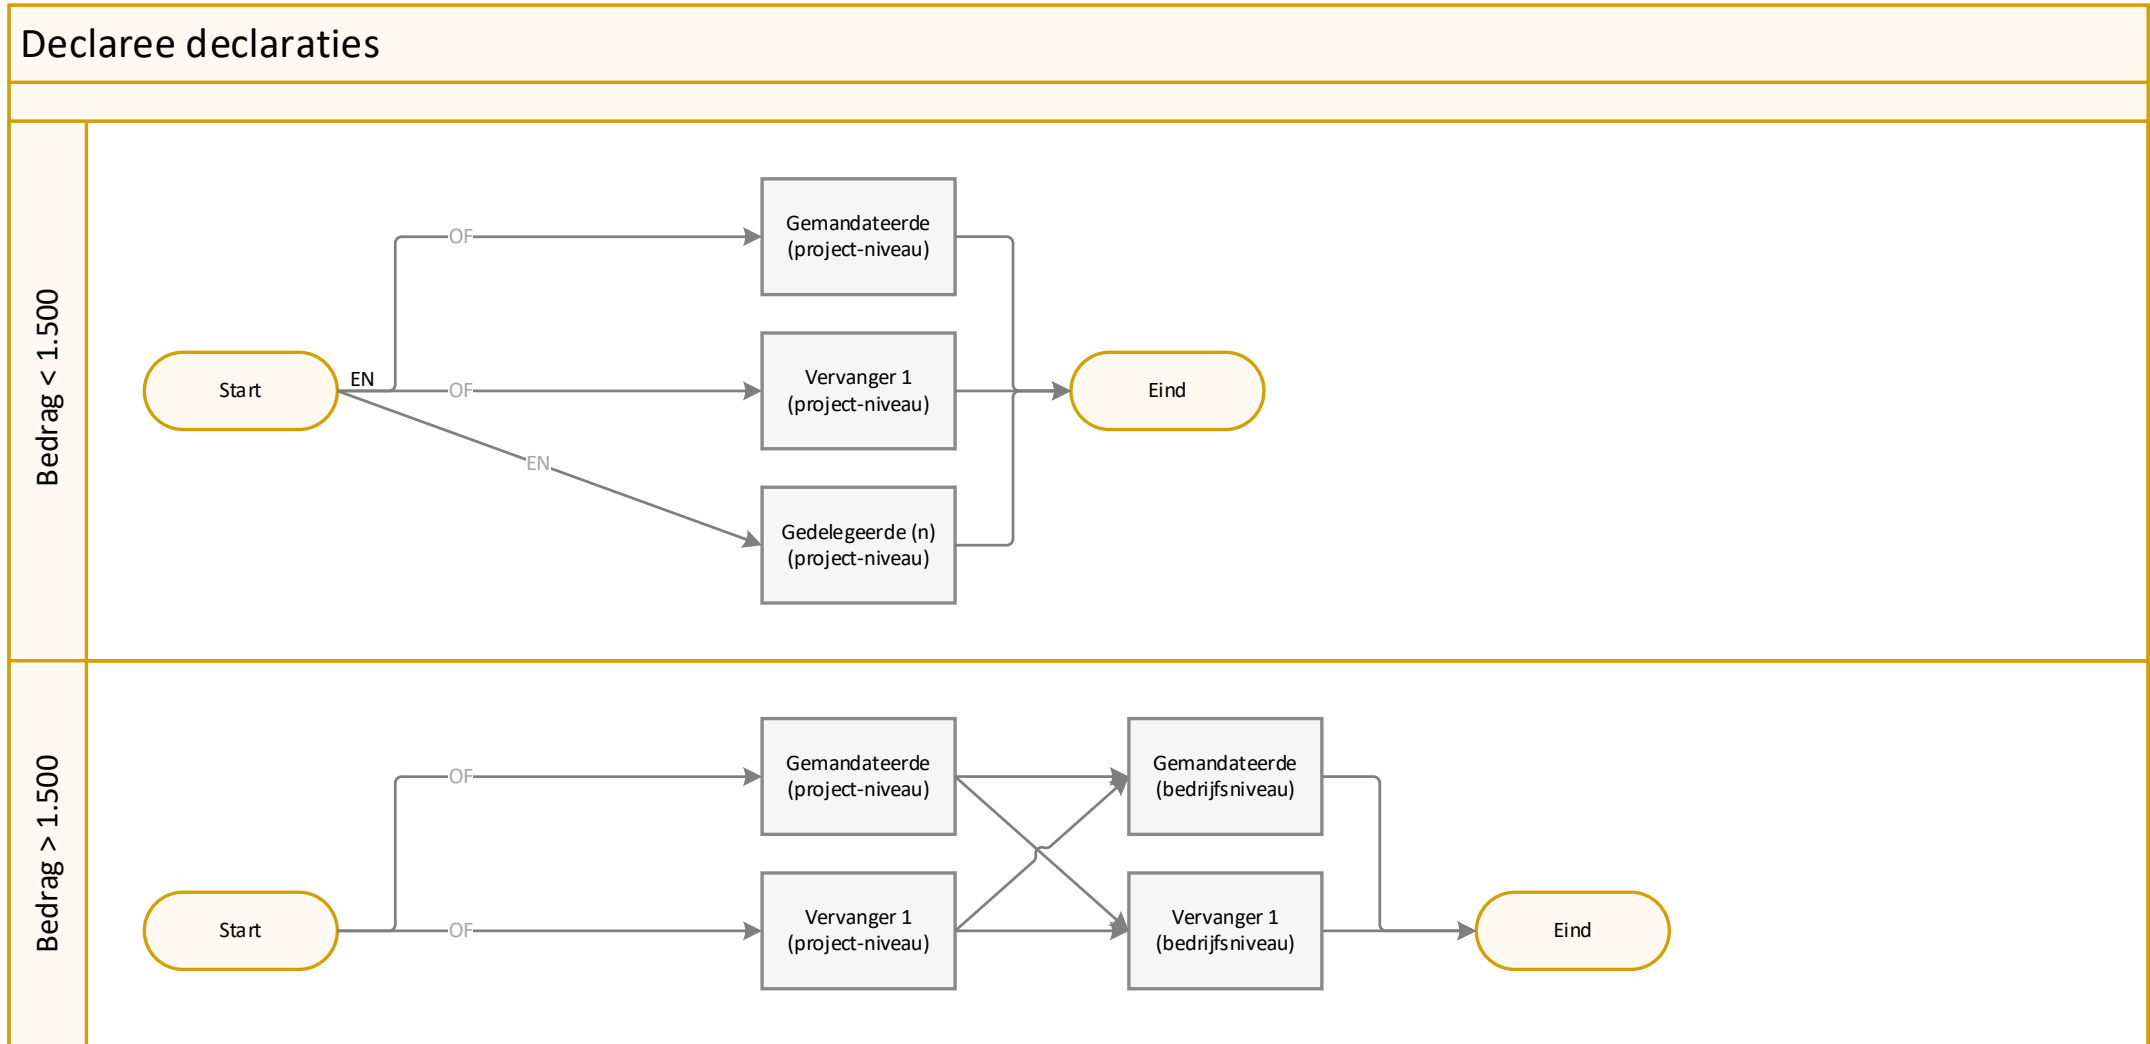 Declaree declaraties
Bedrag < 1.500
OF
Gemandateerde
(project-niveau)
Start
EN
OF
Vervanger 1
(project-niveau)
Eind
EN
Gedelegeerde (n)
(project-niveau)
Bedrag > 1.500
OF
Gemandateerde
(project-niveau)
Gemandateerde
(bedrijfsniveau)
Start
OF
Vervanger 1
(project-niveau)
Vervanger 1
(bedrijfsniveau)
Eind